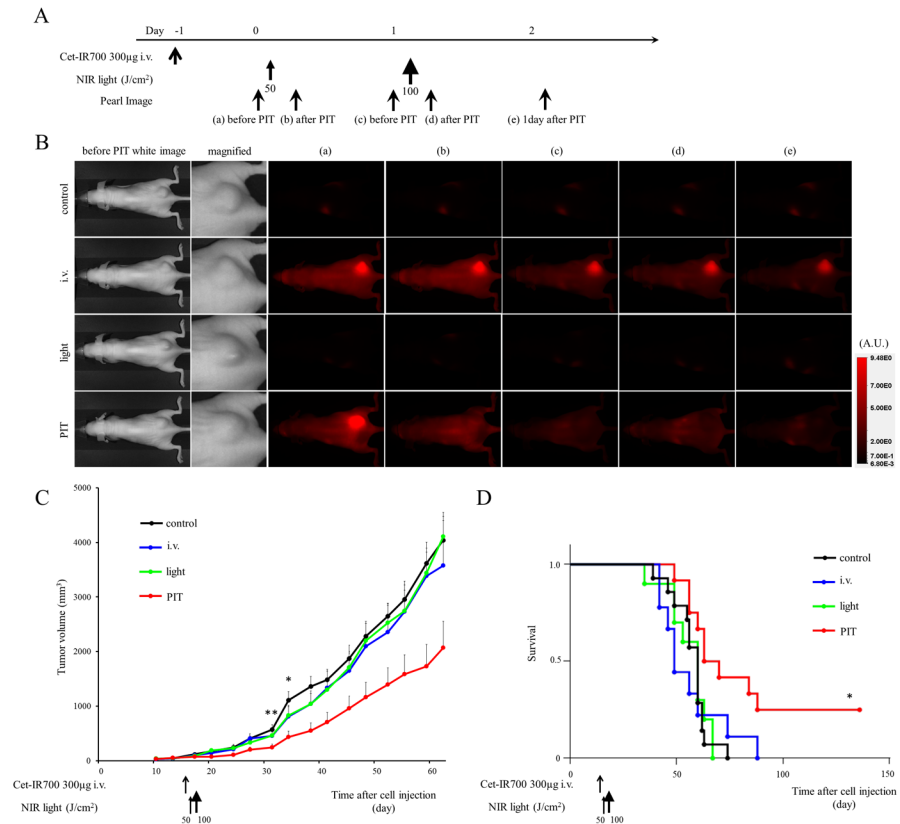 A
Day -1 0 1 2
Cet-IR700 300μg i.v.
NIR light (J/cm²)
50
100
Pearl Image
(a) before PIT (b) after PIT (c) before PIT (d) after PIT (e) 1day after PIT
B
before PIT white image magnified (a) (b) (c) (d) (e)
control
i.v.
light
PIT
(A.U.)
9.48E0
7.00E0
5.00E0
2.00E0
7.00E-1
6.80E-3
C
Tumor volume (mm³)
5000
4000
3000
2000
1000
0
control
i.v.
light
PIT
**
*
0 10 20 30 40 50 60
Time after cell injection
(day)
Cet-IR700 300μg i.v.
NIR light (J/cm²)
50 100
D
Survival
1.0
0.5
0
control
i.v.
light
PIT
*
0 50 100 150
Time after cell injection
(day)
Cet-IR700 300μg i.v.
NIR light (J/cm²)
50 100